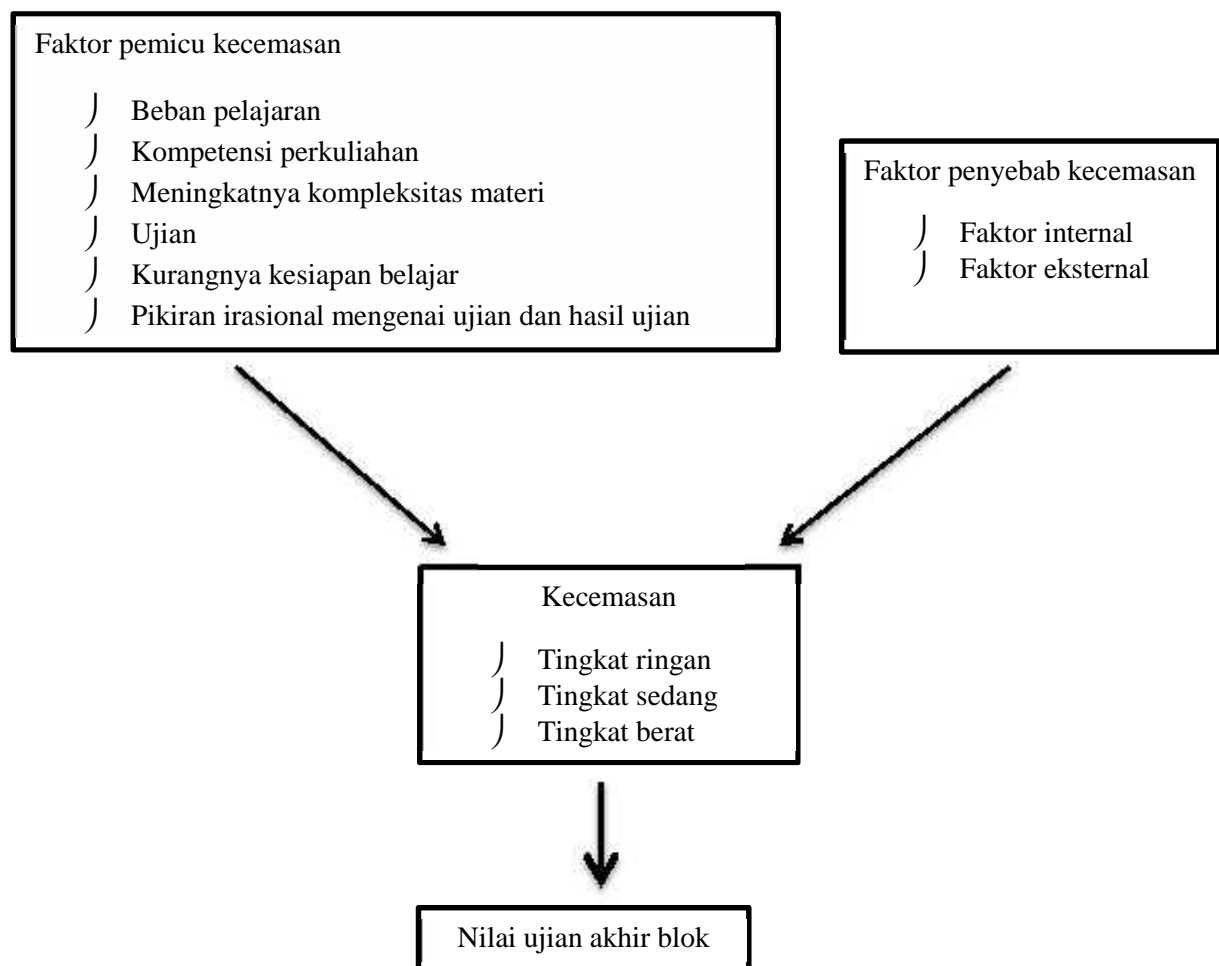 Faktor pemicu kecemasan
⌡ Beban pelajaran
⌡ Kompetensi perkuliahan
⌡ Meningkatnya kompleksitas materi
⌡ Ujian
⌡ Kurangnya kesiapan belajar
⌡ Pikiran irasional mengenai ujian dan hasil ujian
Faktor penyebab kecemasan
⌡ Faktor internal
⌡ Faktor eksternal
Kecemasan
⌡ Tingkat ringan
⌡ Tingkat sedang
⌡ Tingkat berat
Nilai ujian akhir blok